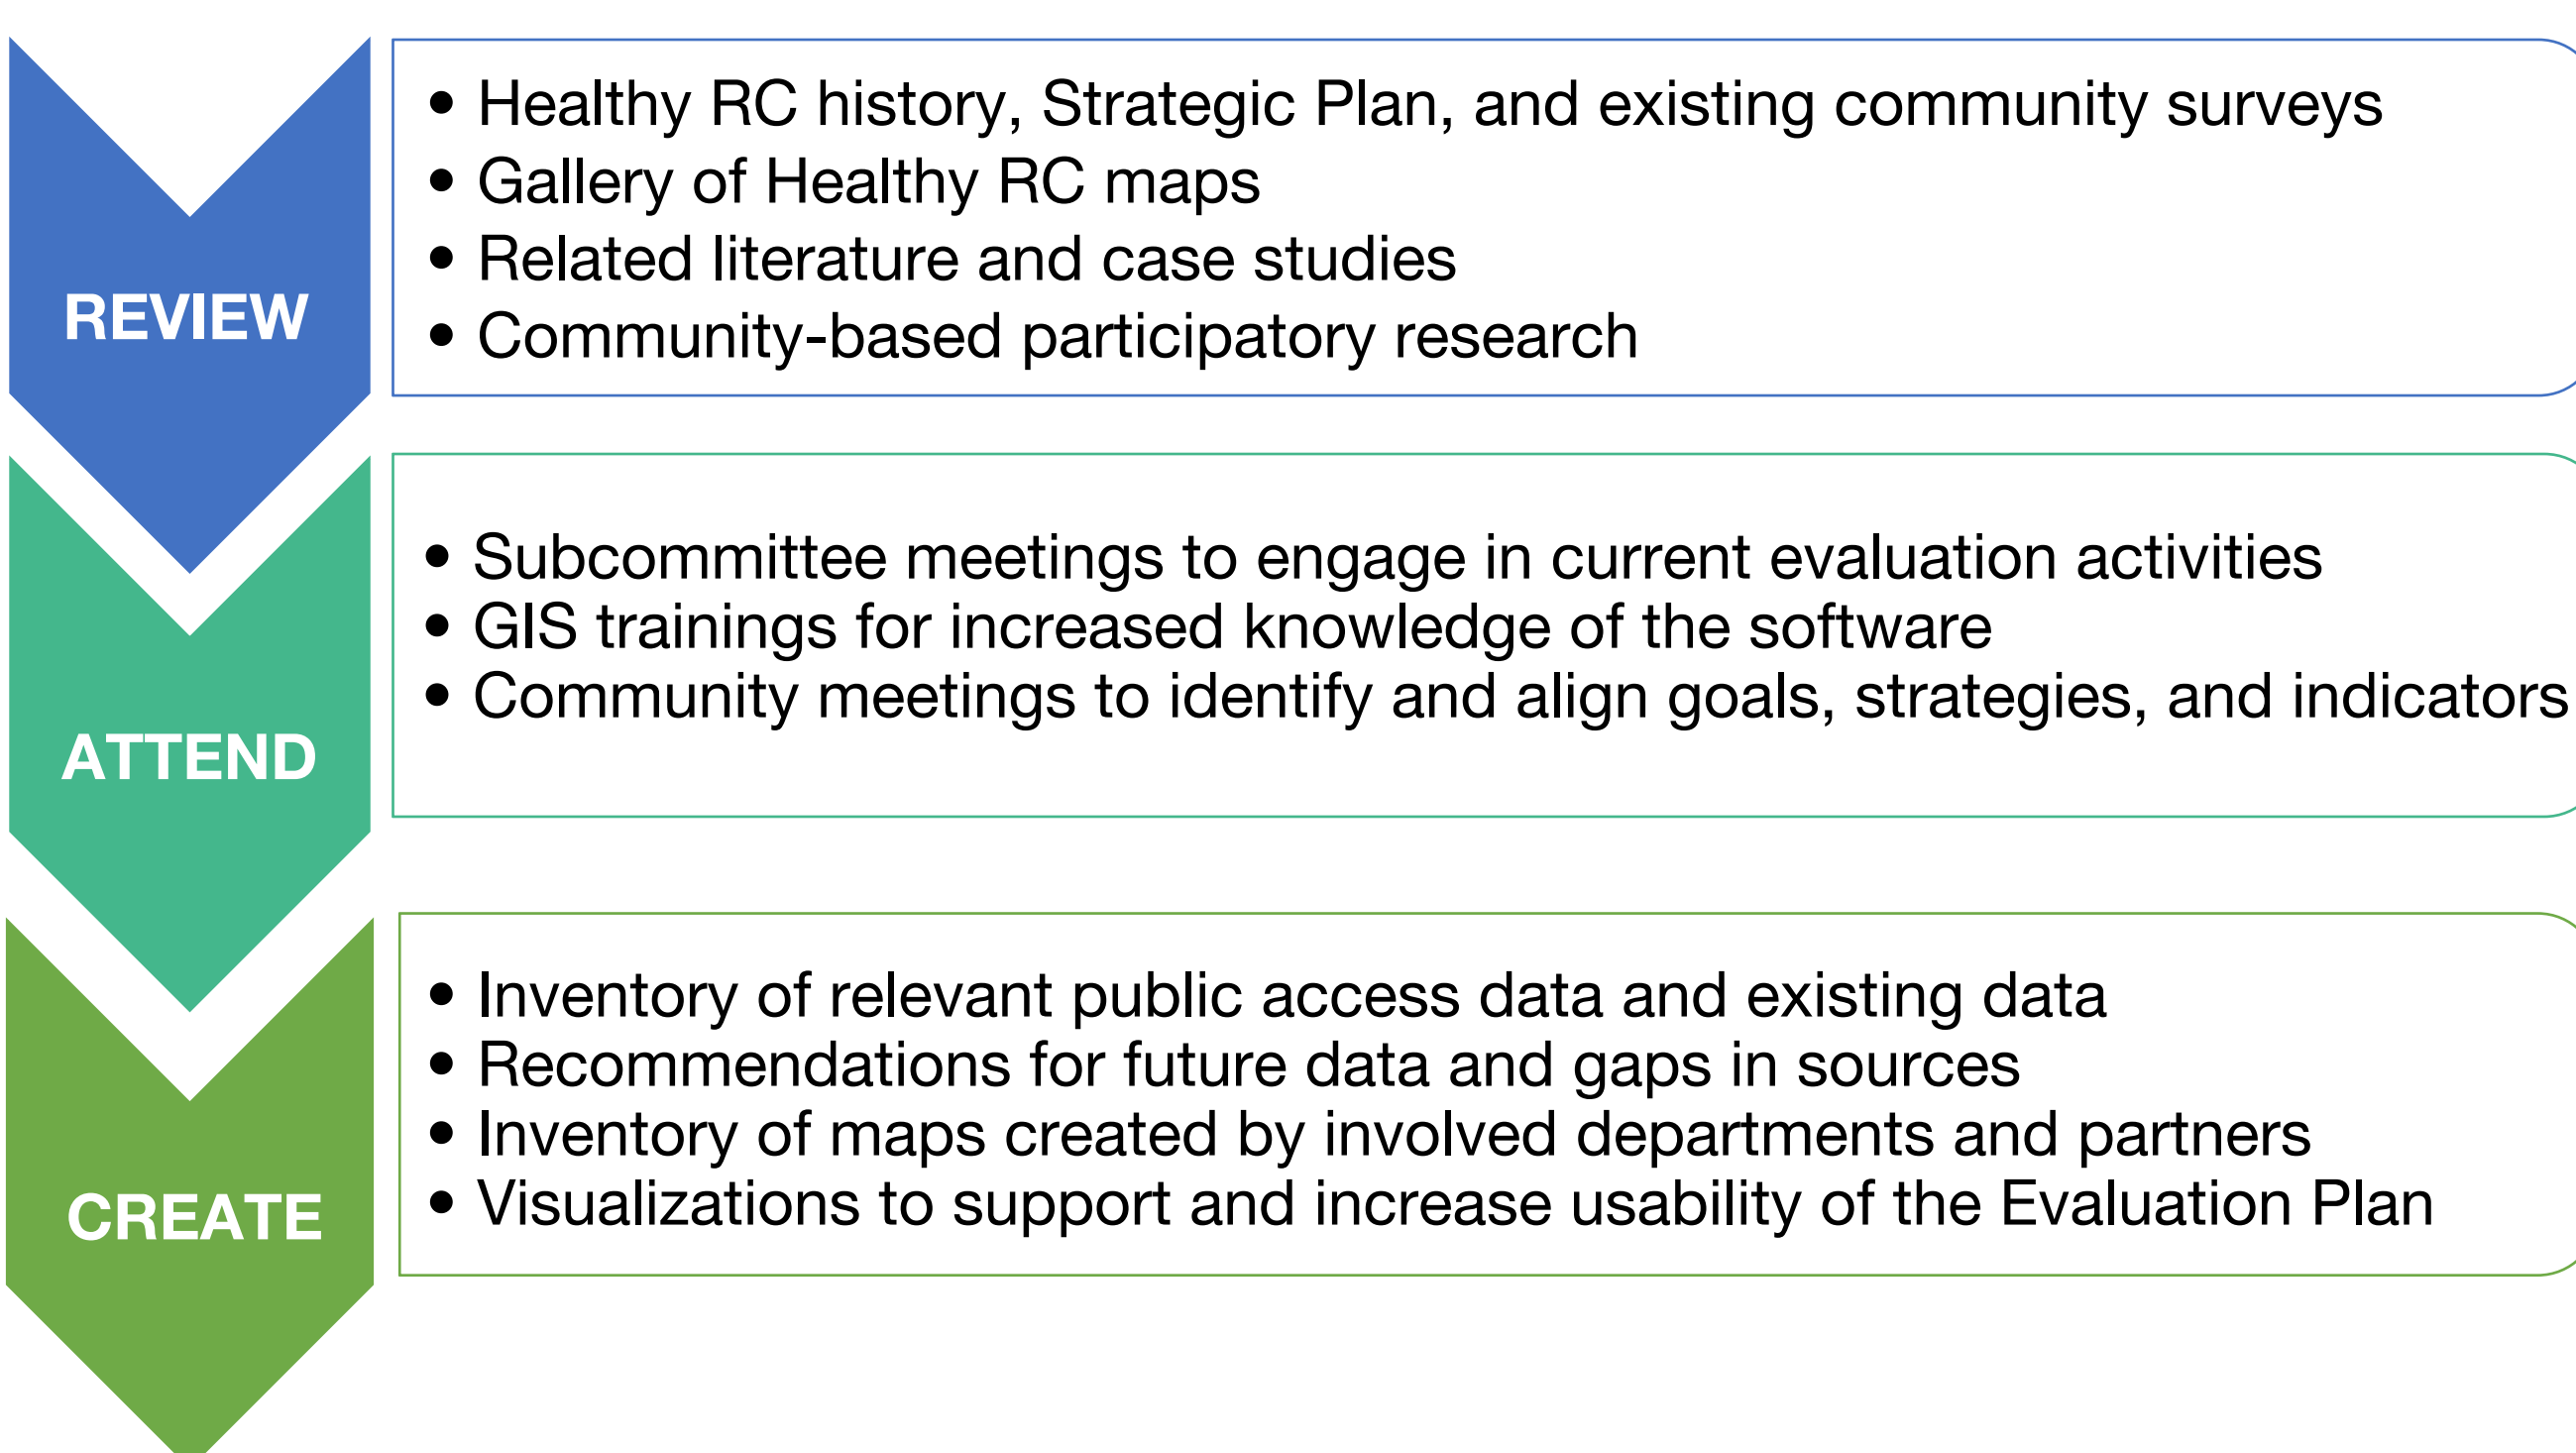 REVIEW
• Healthy RC history, Strategic Plan, and existing community surveys
• Gallery of Healthy RC maps
• Related literature and case studies
• Community-based participatory research
ATTEND
• Subcommittee meetings to engage in current evaluation activities
• GIS trainings for increased knowledge of the software
• Community meetings to identify and align goals, strategies, and indicators
CREATE
• Inventory of relevant public access data and existing data
• Recommendations for future data and gaps in sources
• Inventory of maps created by involved departments and partners
• Visualizations to support and increase usability of the Evaluation Plan